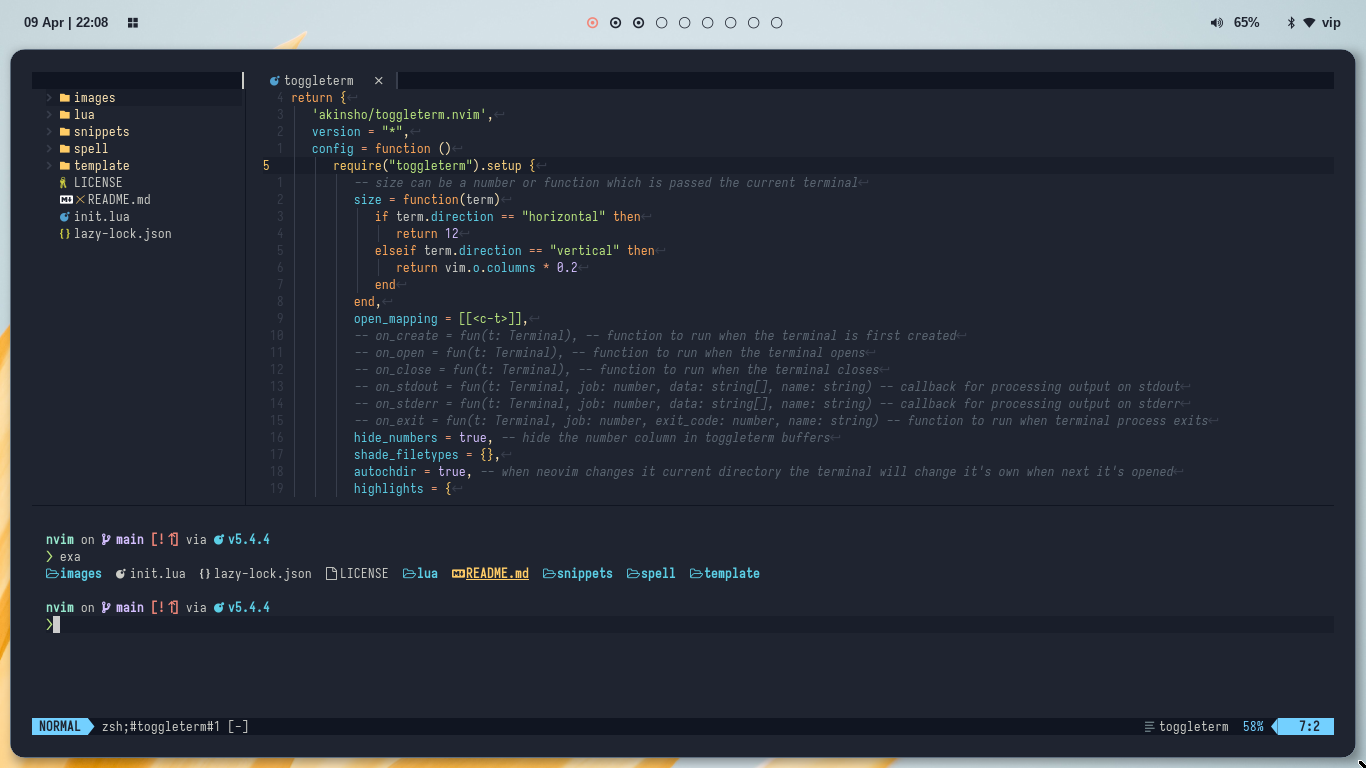 09 Apr | 22:08
65%
vip
images
lua
snippets
spell
template
LICENSE
README.md
init.lua
{} lazy-lock.json
toggleterm ✕
4 return {
3 'akinsho/toggleterm.nvim',
2 version = "*",
1 config = function ()
5 require("toggleterm").setup {
1 -- size can be a number or function which is passed the current terminal
2 size = function(term)
3 if term.direction == "horizontal" then
4 return 12
5 elseif term.direction == "vertical" then
6 return vim.o.columns * 0.2
7 end
8 end,
9 open_mapping = [[<c-t>]],
10 -- on_create = fun(t: Terminal), -- function to run when the terminal is first created
11 -- on_open = fun(t: Terminal), -- function to run when the terminal opens
12 -- on_close = fun(t: Terminal), -- function to run when the terminal closes
13 -- on_stdout = fun(t: Terminal, job: number, data: string[], name: string) -- callback for processing output on stdout
14 -- on_stderr = fun(t: Terminal, job: number, data: string[], name: string) -- callback for processing output on stderr
15 -- on_exit = fun(t: Terminal, job: number, exit_code: number, name: string) -- function to run when terminal process exits
16 hide_numbers = true, -- hide the number column in toggleterm buffers
17 shade_filetypes = {},
18 autochdir = true, -- when neovim changes it current directory the terminal will change it's own when next it's opened
19 highlights = {
nvim on main [!↑] via v5.4.4
❯ exa
images init.lua {} lazy-lock.json LICENSE lua README.md snippets spell template
nvim on main [!↑] via v5.4.4
❯
NORMAL zsh;#toggleterm#1 [-]
toggleterm 58% 7:2